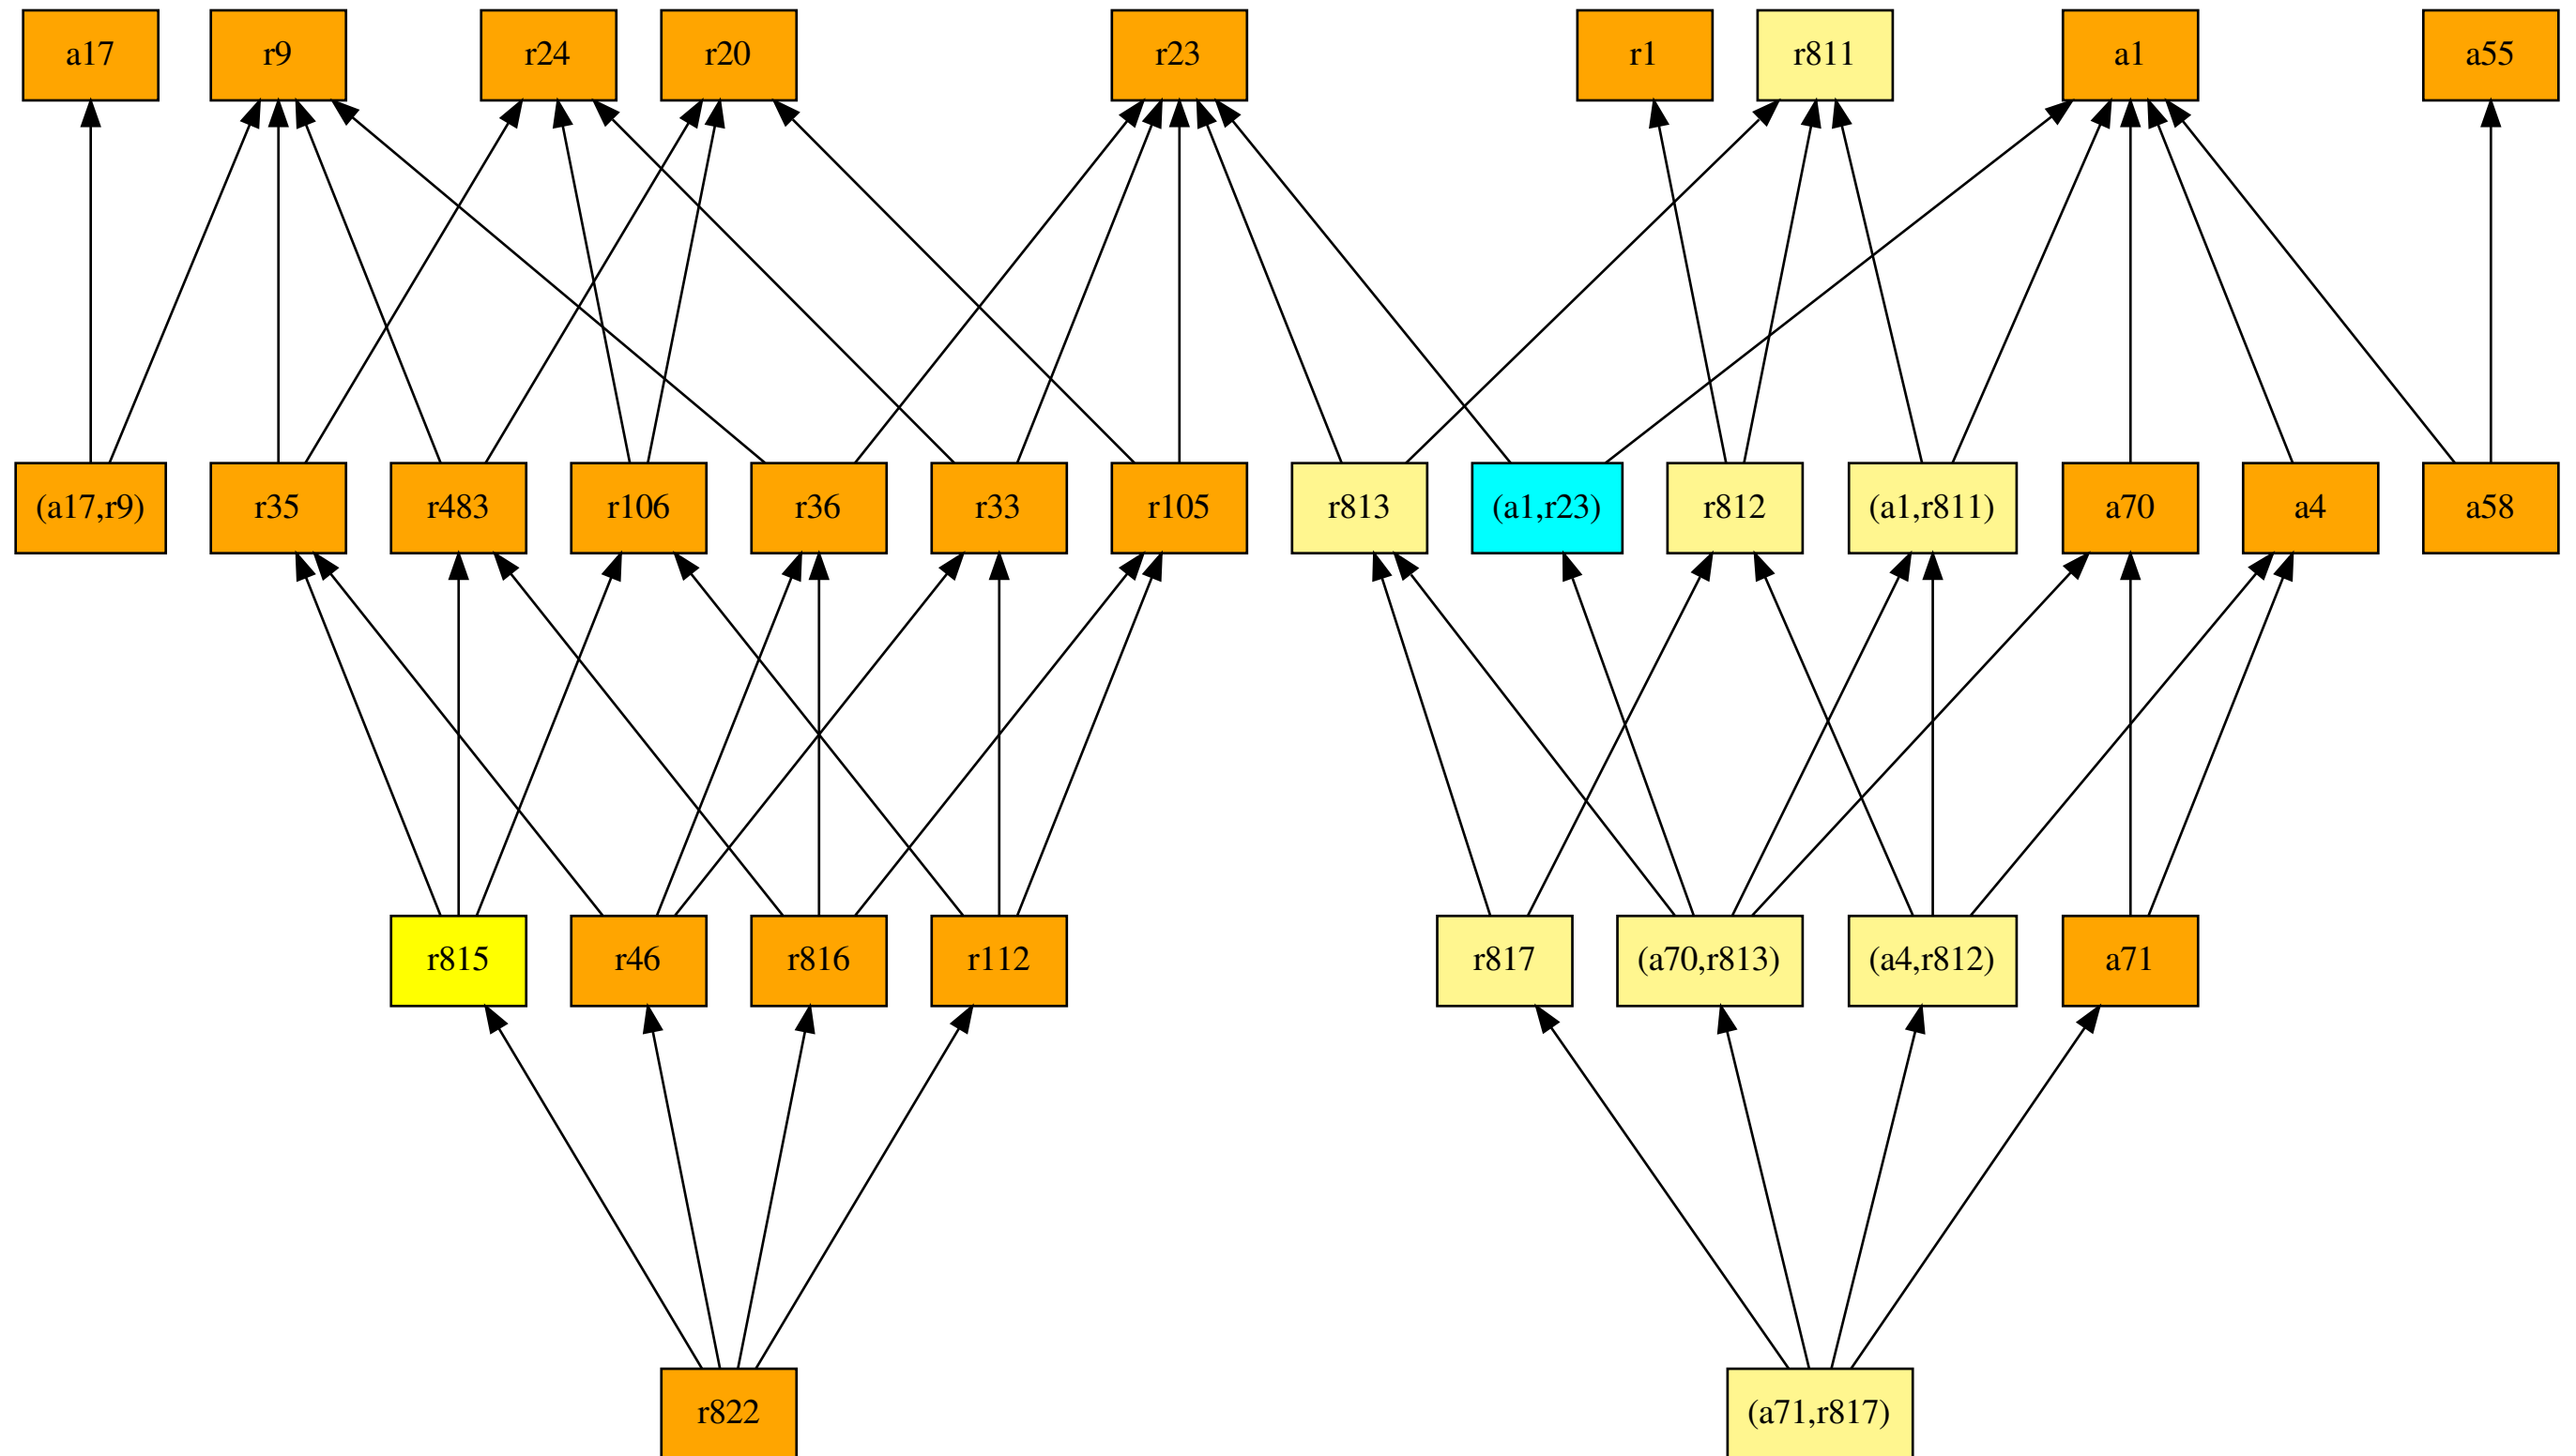 a17
r9
r24
r20
r23
r1
r811
a1
a55
(a17,r9)
r35
r483
r106
r36
r33
r105
r813
(a1,r23)
r812
(a1,r811)
a70
a4
a58
r815
r46
r816
r112
r817
(a70,r813)
(a4,r812)
a71
r822
(a71,r817)